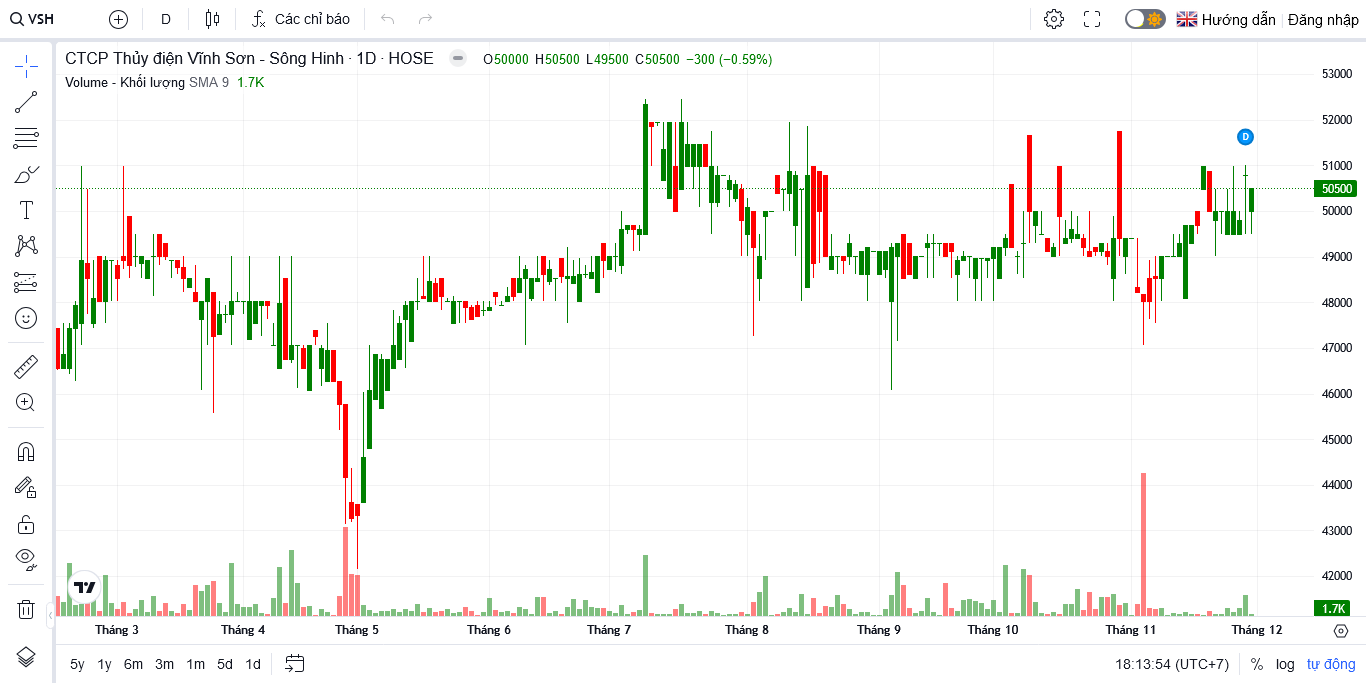 VSH D Các chỉ báo Hướng dẫn Đăng nhập
CTCP Thủy điện Vĩnh Sơn - Sông Hinh · 1D · HOSE O50000 H50500 L49500 C50500 −300 (−0.59%)
Volume - Khối lượng SMA 9 1.7K
53000
52000
D
51000
50500
50000
49000
48000
47000
46000
45000
44000
43000
42000
1.7K
Tháng 3 Tháng 4 Tháng 5 Tháng 6 Tháng 7 Tháng 8 Tháng 9 Tháng 10 Tháng 11 Tháng 12
5y 1y 6m 3m 1m 5d 1d 18:13:54 (UTC+7) % log tự động